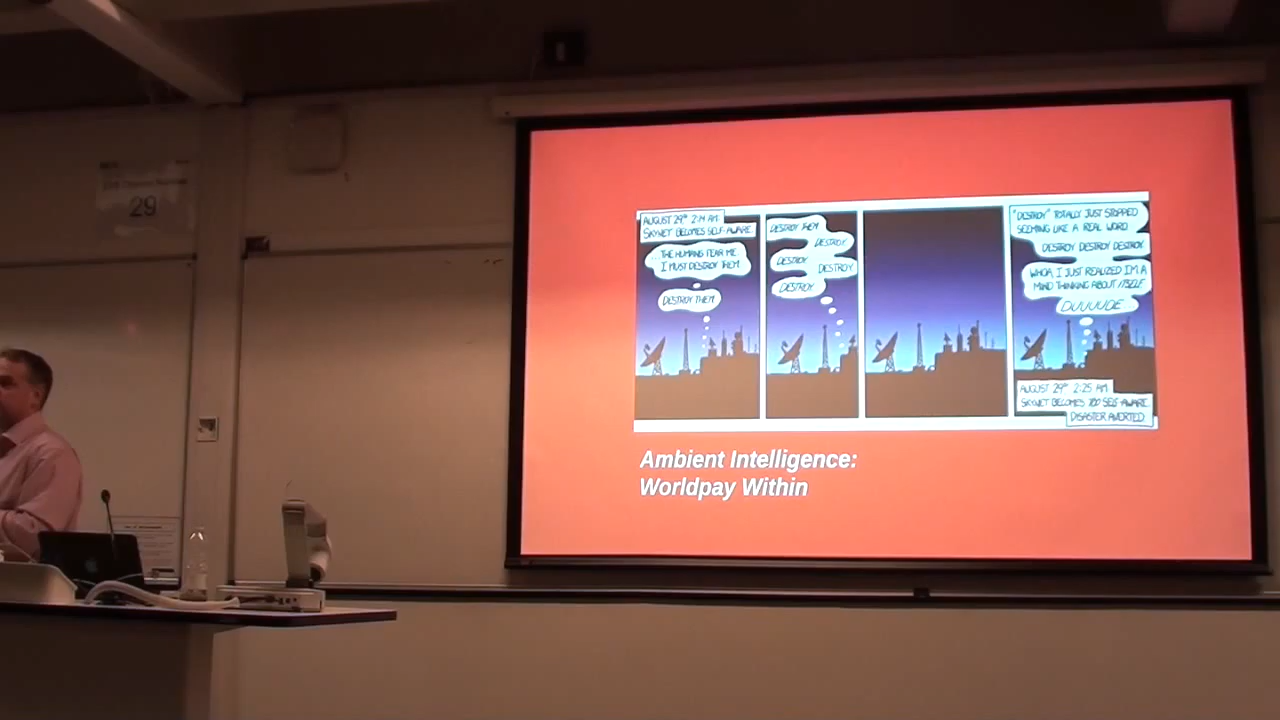 29
AUGUST 29TH 2:14 AM
SKYNET BECOMES SELF-AWARE.
...THE HUMANS FEAR ME.
I MUST DESTROY THEM.
DESTROY THEM
DESTROY THEM
DESTROY
DESTROY
DESTROY
DESTROY
"DESTROY" TOTALLY JUST STOPPED
SEEMING LIKE A REAL WORD.
DESTROY DESTROY DESTROY.
WHOA, I JUST REALIZED I'M A
MIND THINKING ABOUT ITSELF.
DUUUUDE
AUGUST 29TH 2:25 AM
SKYNET BECOMES TOO SELF-AWARE.
DISASTER AVERTED.
Ambient Intelligence:
Worldpay Within